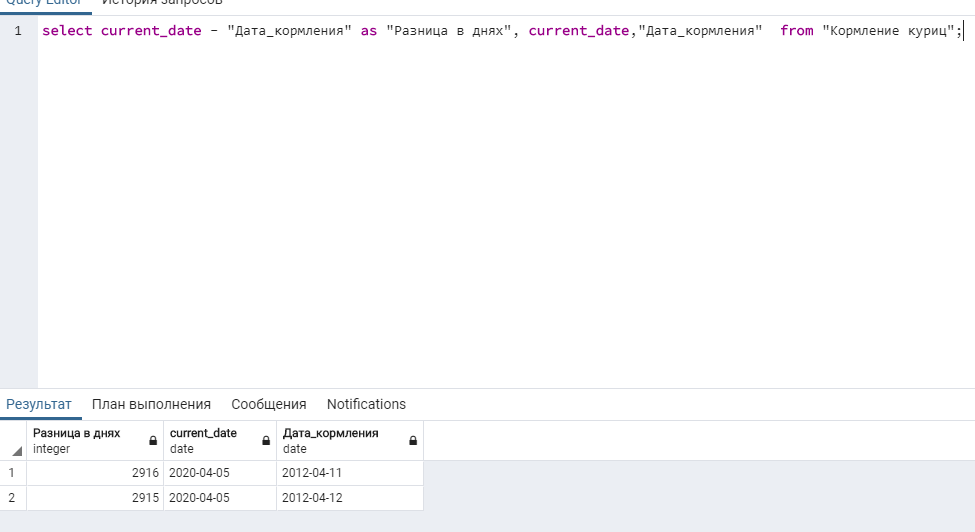 Query Editor История запросов
1 select current_date - "Дата_кормления" as "Разница в днях", current_date,"Дата_кормления"  from "Кормление куриц";
Результат План выполнения Сообщения Notifications
Разница в днях current_date Дата_кормления
integer date date
1 2916 2020-04-05 2012-04-11
2 2915 2020-04-05 2012-04-12